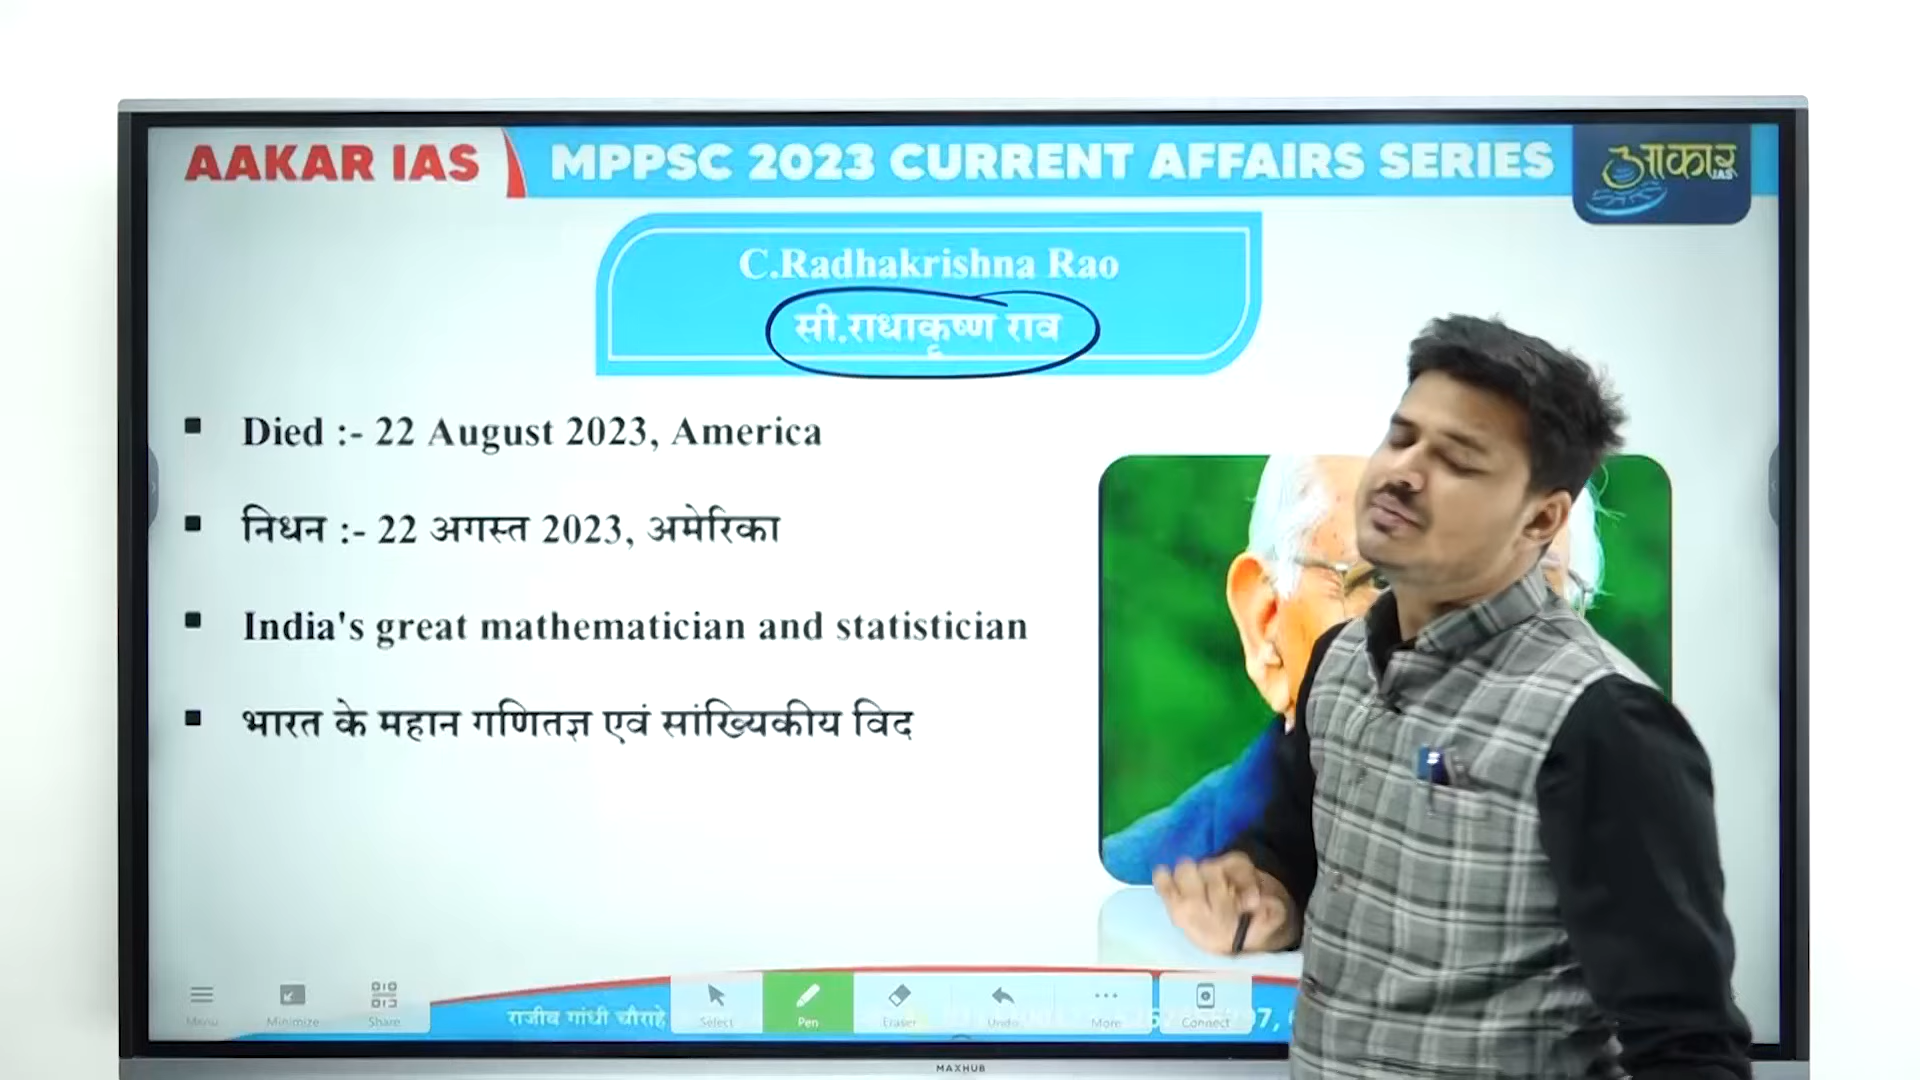 AAKAR IAS MPPSC 2023 CURRENT AFFAIRS SERIES आकार IAS
C.Radhakrishna Rao
सी.राधाकृष्ण राव
Died :- 22 August 2023, America
निधन :- 22 अगस्त 2023, अमेरिका
India's great mathematician and statistician
भारत के महान गणितज्ञ एवं सांख्यिकीय विद
राजीव गांधी चौराहे
Menu Minimize Share Select Pen Eraser Undo More Connect
MAXHUB